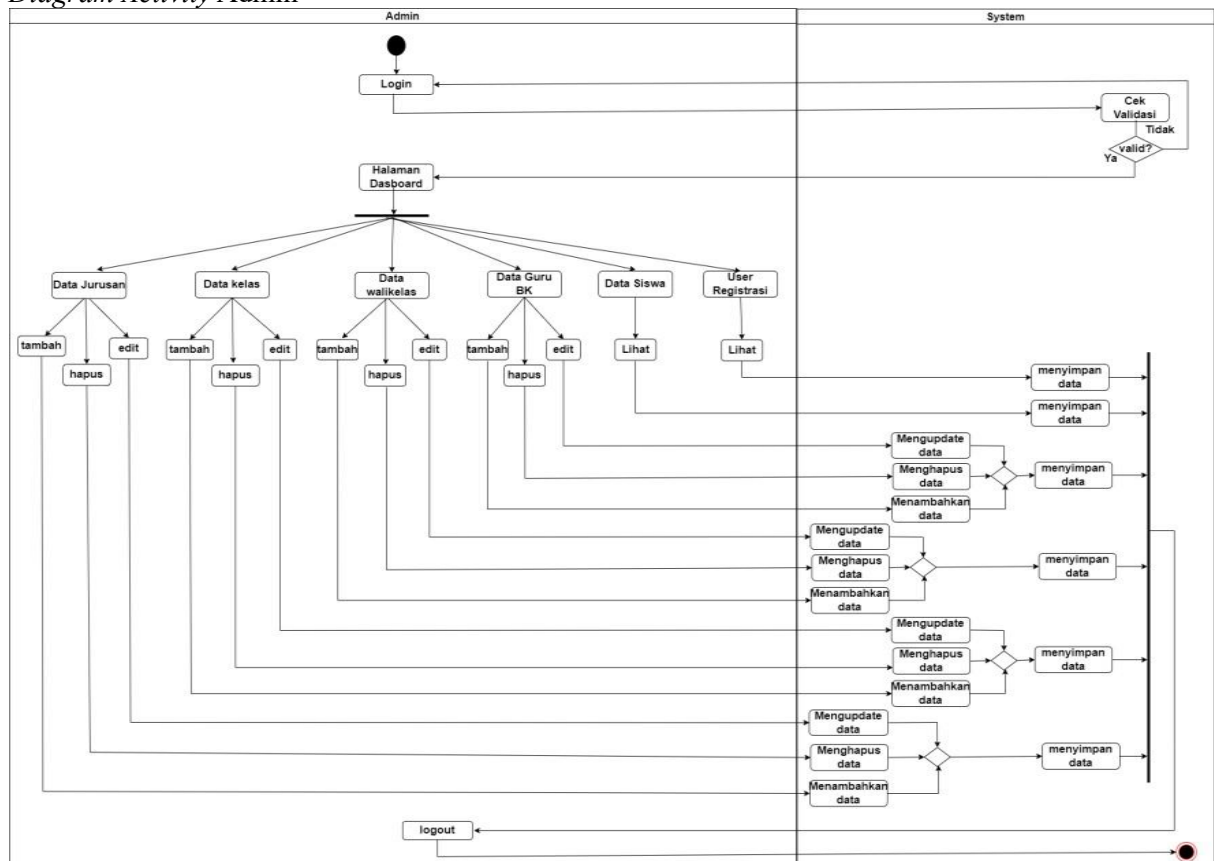 Diagram Activity Admin
Admin
System
Login
Cek
Validasi
Tidak
valid?
Ya
Halaman
Dasboard
Data Jurusan
Data kelas
Data
walikelas
Data Guru
BK
Data Siswa
User
Registrasi
tambah
edit
tambah
edit
tambah
edit
tambah
edit
Lihat
Lihat
hapus
hapus
hapus
hapus
menyimpan
data
menyimpan
data
Mengupdate
data
Menghapus
data
menyimpan
data
Menambahkan
data
Mengupdate
data
Menghapus
data
menyimpan
data
Menambahkan
data
Mengupdate
data
Menghapus
data
menyimpan
data
Menambahkan
data
Mengupdate
data
Menghapus
data
menyimpan
data
Menambahkan
data
logout